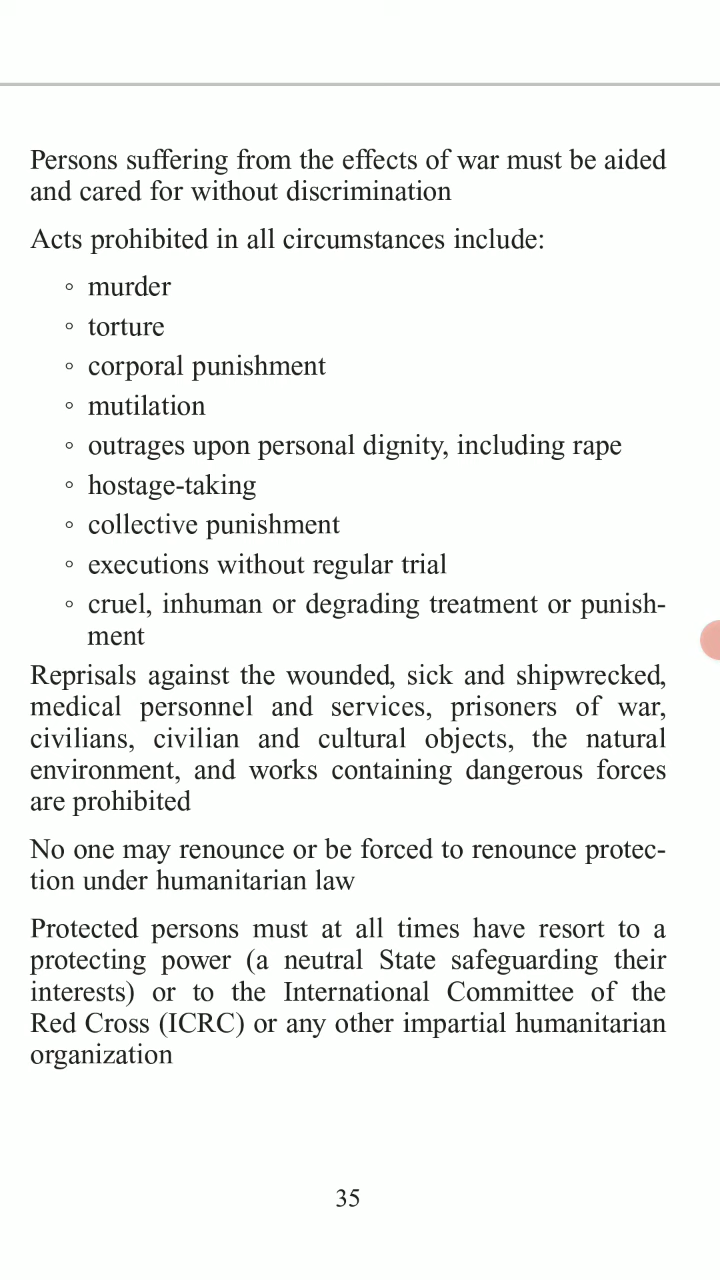 Persons suffering from the effects of war must be aided
and cared for without discrimination
Acts prohibited in all circumstances include:
◦ murder
◦ torture
◦ corporal punishment
◦ mutilation
◦ outrages upon personal dignity, including rape
◦ hostage-taking
◦ collective punishment
◦ executions without regular trial
◦ cruel, inhuman or degrading treatment or punish-
ment
Reprisals against the wounded, sick and shipwrecked,
medical personnel and services, prisoners of war,
civilians, civilian and cultural objects, the natural
environment, and works containing dangerous forces
are prohibited
No one may renounce or be forced to renounce protec-
tion under humanitarian law
Protected persons must at all times have resort to a
protecting power (a neutral State safeguarding their
interests) or to the International Committee of the
Red Cross (ICRC) or any other impartial humanitarian
organization
35